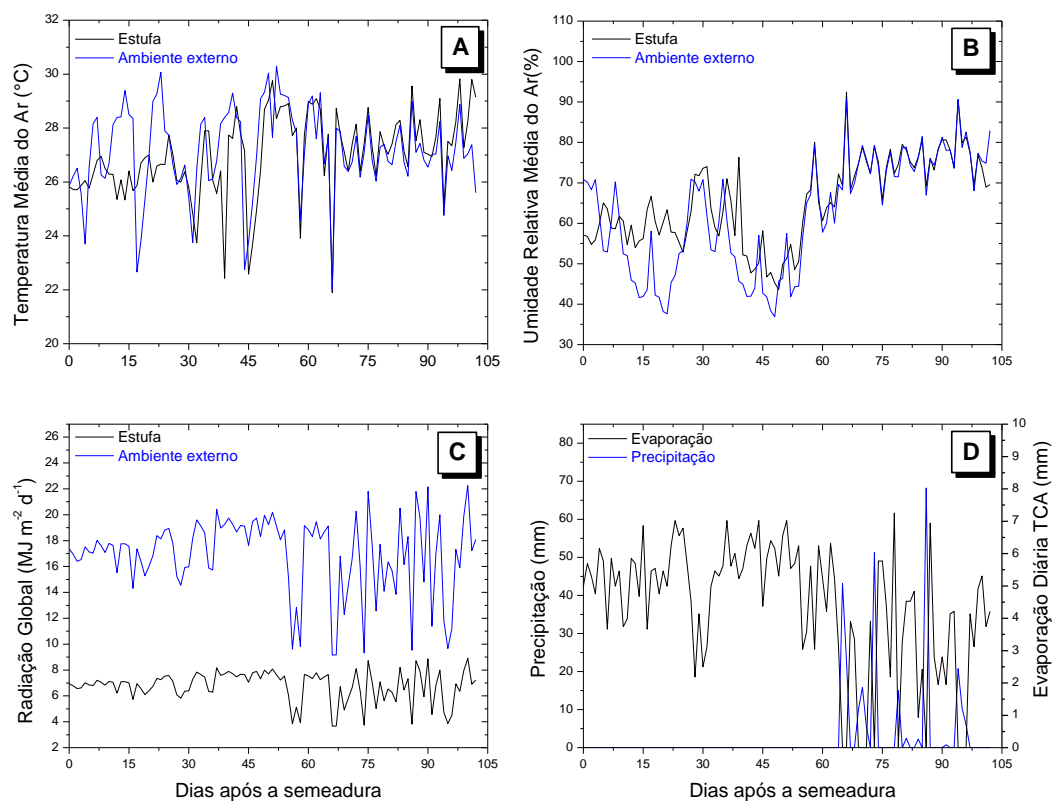 Estufa
Ambiente externo
A
Temperatura Média do Ar (°C)
32
30
28
26
24
22
20
0 15 30 45 60 75 90 105
Estufa
Ambiente externo
B
Umidade Relativa Média do Ar(%)
110
100
90
80
70
60
50
40
30
0 15 30 45 60 75 90 105
Estufa
Ambiente externo
C
Radiação Global (MJ m-2 d-1)
26
24
22
20
18
16
14
12
10
8
6
4
2
0 15 30 45 60 75 90 105
Dias após a semeadura
Evaporação
Precipitação
D
Precipitação (mm)
80
70
60
50
40
30
20
10
0
0 15 30 45 60 75 90 105
Dias após a semeadura
10
9
8
7
6
5
4
3
2
1
0
Evaporação Diária TCA (mm)